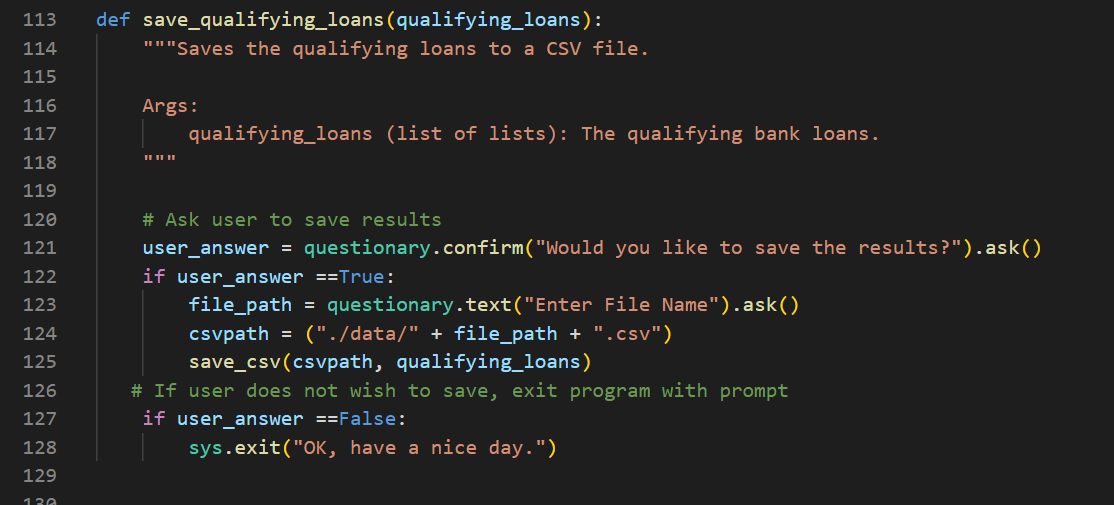 113 def save_qualifying_loans(qualifying_loans):
114     """Saves the qualifying loans to a CSV file.
115
116     Args:
117         qualifying_loans (list of lists): The qualifying bank loans.
118     """
119
120     # Ask user to save results
121     user_answer = questionary.confirm("Would you like to save the results?").ask()
122     if user_answer ==True:
123         file_path = questionary.text("Enter File Name").ask()
124         csvpath = ("./data/" + file_path + ".csv")
125         save_csv(csvpath, qualifying_loans)
126    # If user does not wish to save, exit program with prompt
127     if user_answer ==False:
128         sys.exit("OK, have a nice day.")
129
130